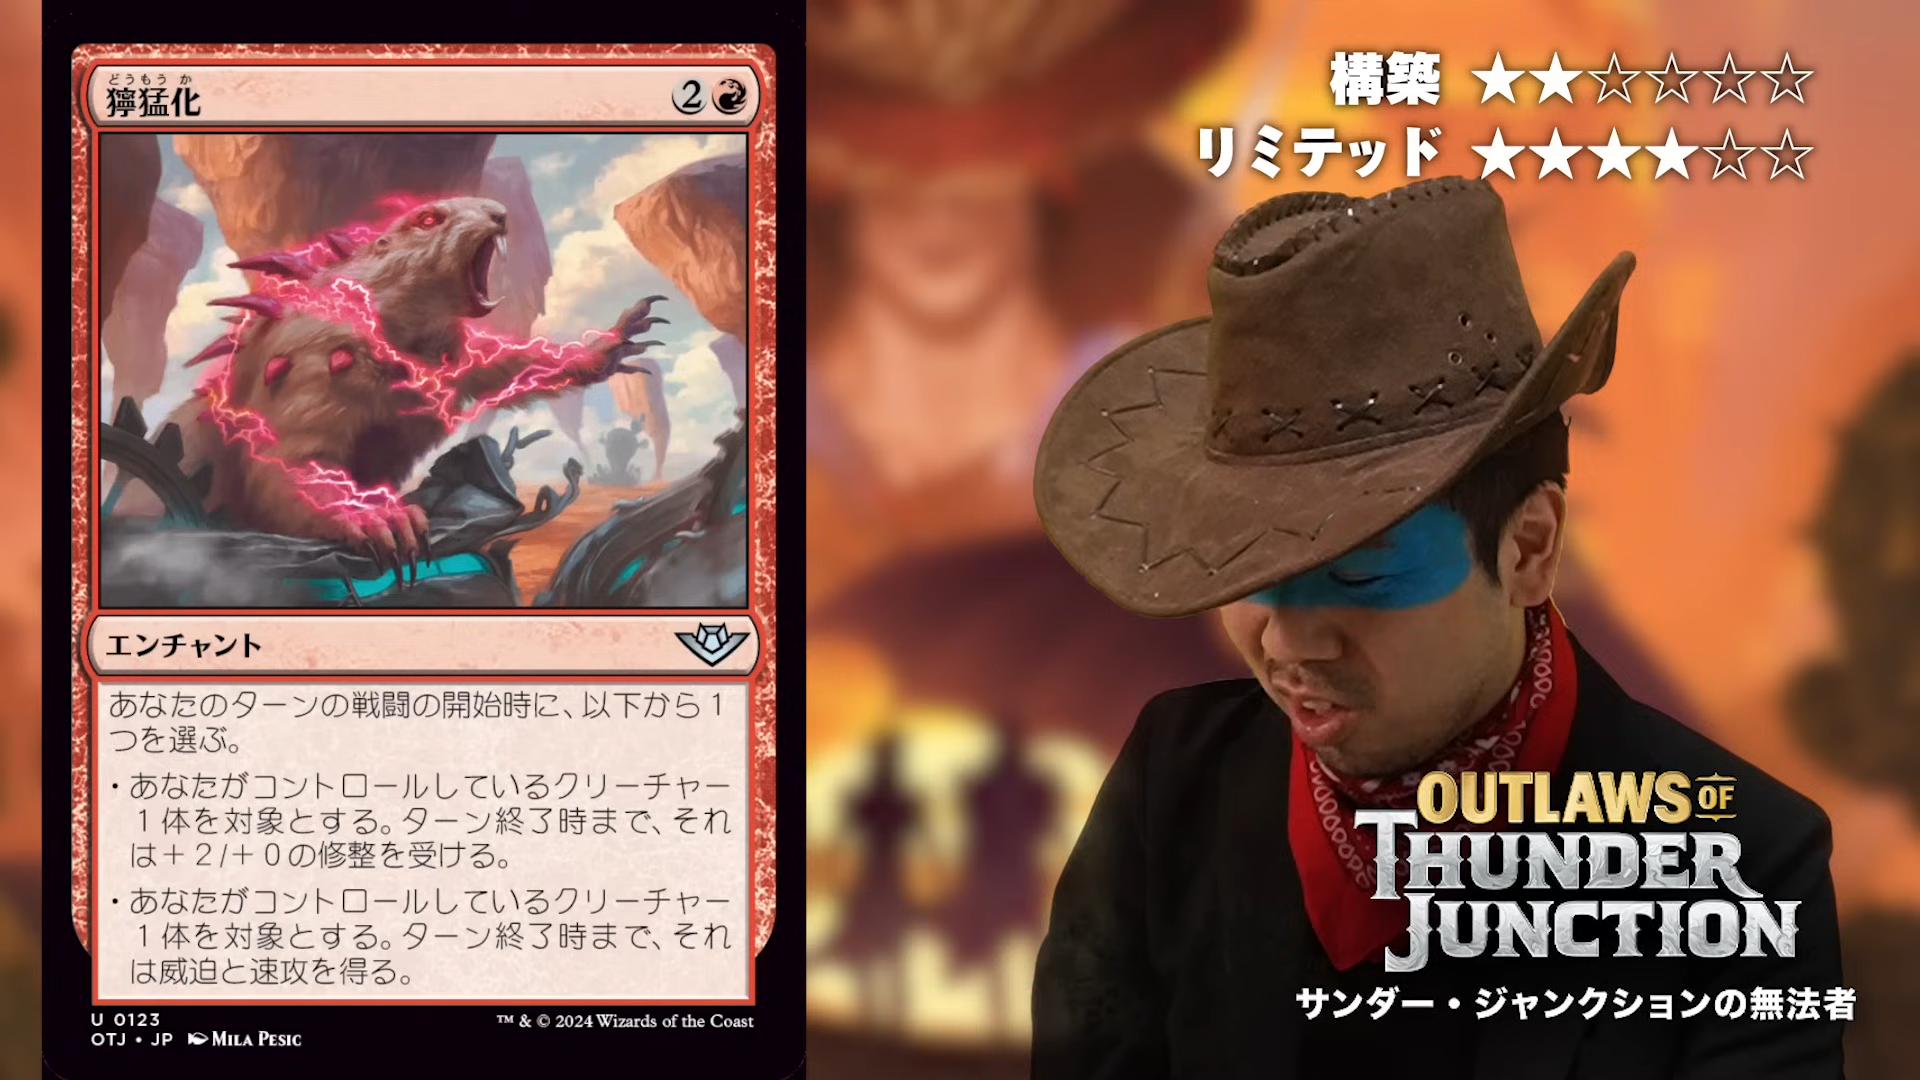 どうもう か
獰猛化
2
エンチャント
あなたのターンの戦闘の開始時に、以下から1
つを選ぶ。
・あなたがコントロールしているクリーチャー
1体を対象とする。ターン終了時まで、それ
は+2/+0の修整を受ける。
・あなたがコントロールしているクリーチャー
1体を対象とする。ターン終了時まで、それ
は威迫と速攻を得る。
U 0123
OTJ • JP MILA PESIC
™ & © 2024 Wizards of the Coast
構築 ★★☆☆☆☆
リミテッド ★★★★☆☆
OUTLAWS OF
THUNDER
JUNCTION
サンダー・ジャンクションの無法者